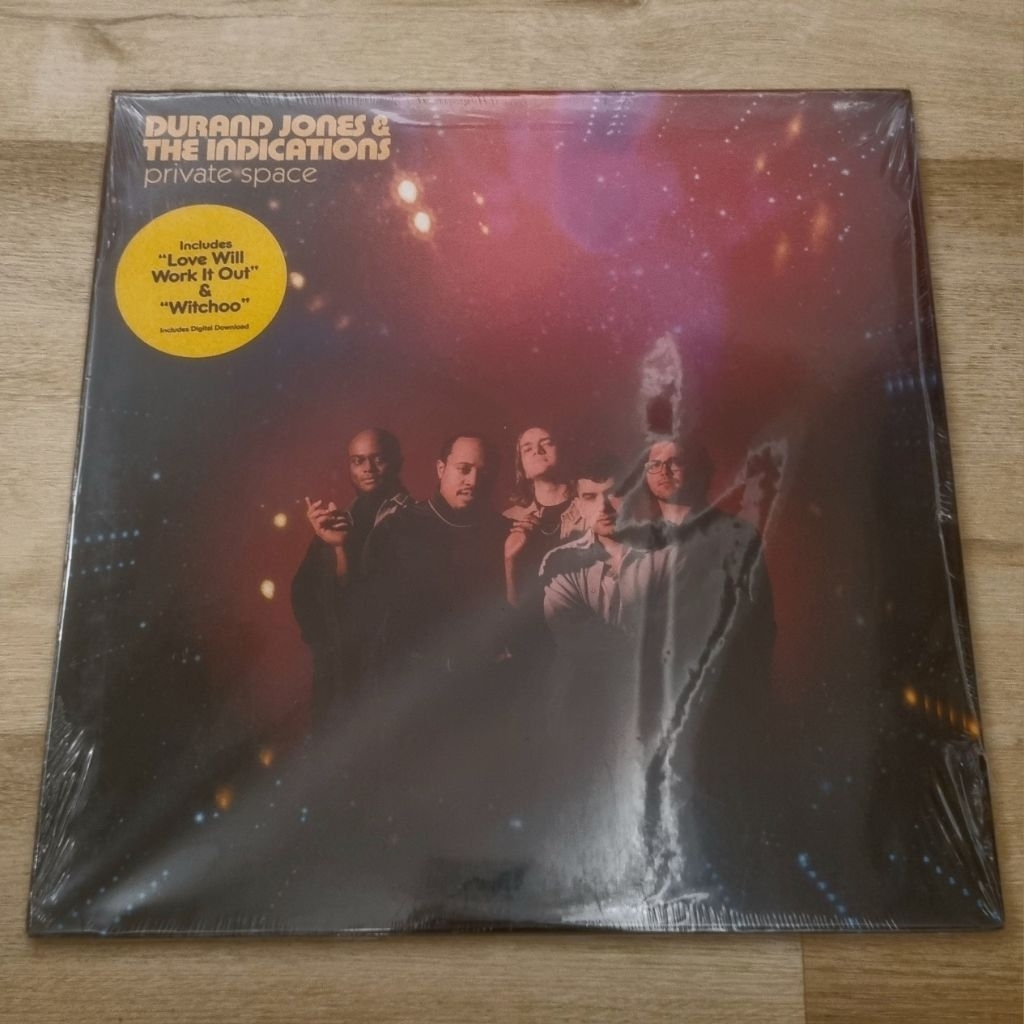 DURAND JONES &
THE INDICATIONS
private space
Includes
“Love Will
Work It Out”
&
“Witchoo”
Includes Digital Download